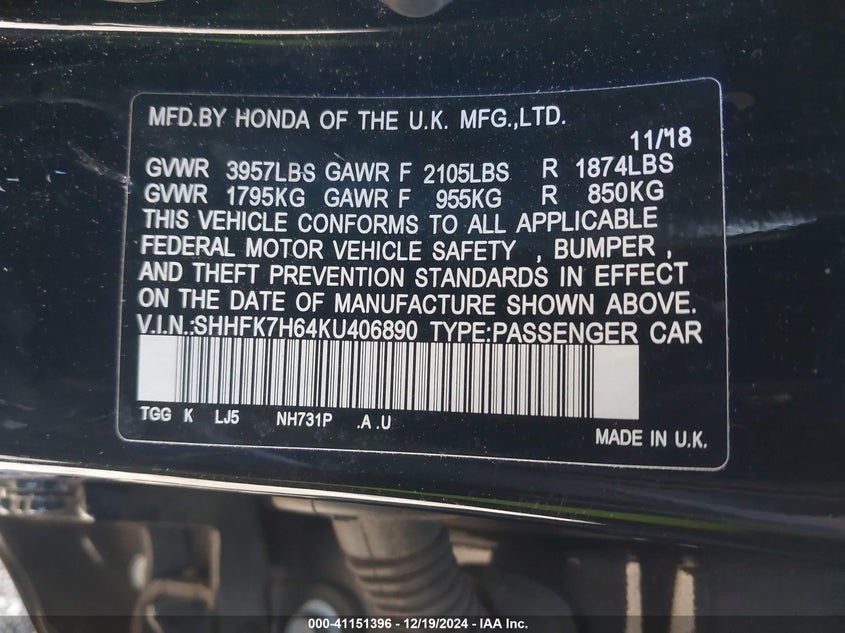 MFD.BY HONDA OF THE U.K. MFG.,LTD.
11/18
GVWR 3957LBS GAWR F 2105LBS R 1874LBS
GVWR 1795KG GAWR F 955KG R 850KG
THIS VEHICLE CONFORMS TO ALL APPLICABLE
FEDERAL MOTOR VEHICLE SAFETY , BUMPER ,
AND THEFT PREVENTION STANDARDS IN EFFECT
ON THE DATE OF MANUFACTURE SHOWN ABOVE.
V.I.N.:SHHFK7H64KU406890 TYPE:PASSENGER CAR
TGG K LJ5 NH731P .A .U
MADE IN U.K.
000-41151396 - 12/19/2024 - IAA Inc.